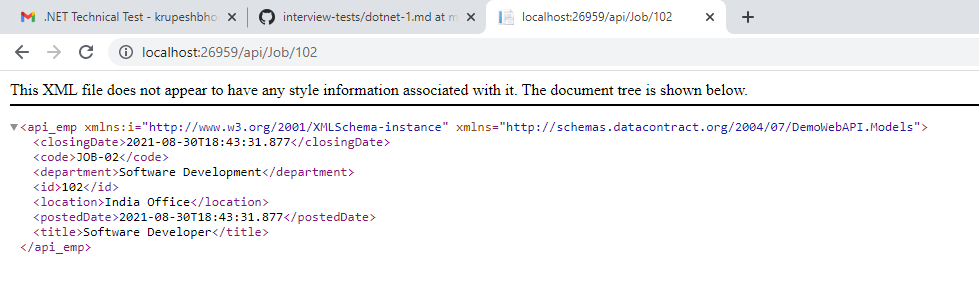 .NET Technical Test - krupeshbho
interview-tests/dotnet-1.md at m
localhost:26959/api/Job/102
localhost:26959/api/Job/102
This XML file does not appear to have any style information associated with it. The document tree is shown below.
<api_emp xmlns:i="http://www.w3.org/2001/XMLSchema-instance" xmlns="http://schemas.datacontract.org/2004/07/DemoWebAPI.Models">
<closingDate>2021-08-30T18:43:31.877</closingDate>
<code>JOB-02</code>
<department>Software Development</department>
<id>102</id>
<location>India Office</location>
<postedDate>2021-08-30T18:43:31.877</postedDate>
<title>Software Developer</title>
</api_emp>